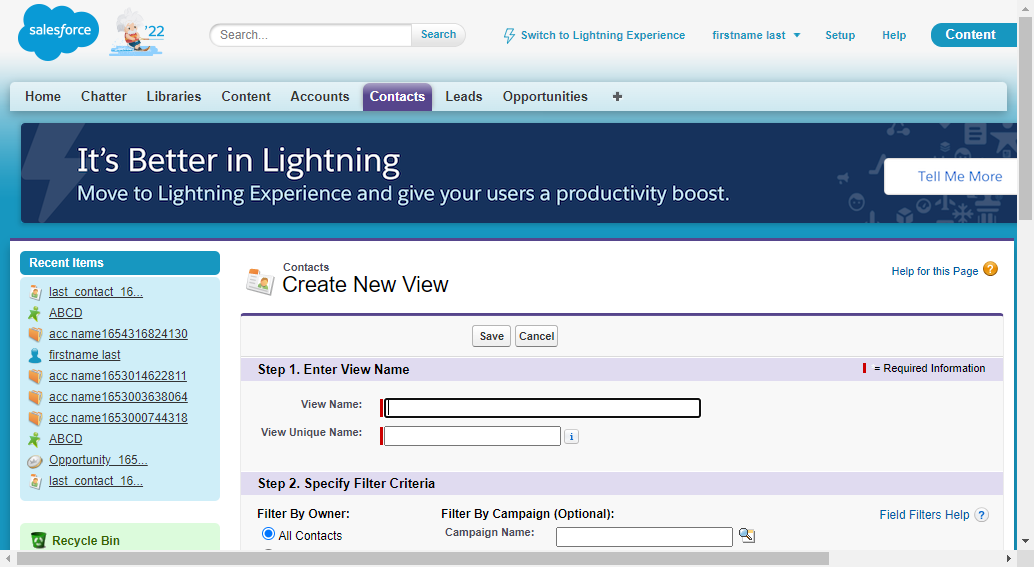 salesforce
'22
Search...
Search
Switch to Lightning Experience
firstname last
Setup
Help
Content
Home
Chatter
Libraries
Content
Accounts
Contacts
Leads
Opportunities
+
It's Better in Lightning
Move to Lightning Experience and give your users a productivity boost.
Tell Me More
Recent Items
last_contact_16...
ABCD
acc name1654316824130
firstname last
acc name1653014622811
acc name1653003638064
acc name1653000744318
ABCD
Opportunity_165...
last_contact_16...
Recycle Bin
Contacts
Create New View
Help for this Page ?
Save
Cancel
Step 1. Enter View Name
= Required Information
View Name:
View Unique Name:
i
Step 2. Specify Filter Criteria
Filter By Owner:
All Contacts
Filter By Campaign (Optional):
Campaign Name:
Field Filters Help ?